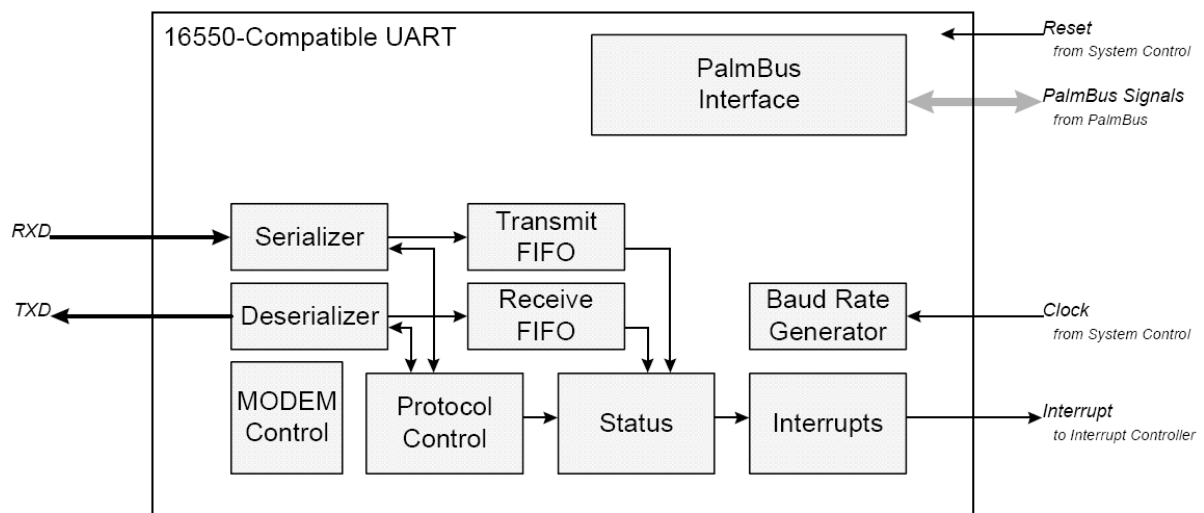 16550-Compatible UART
Reset
from System Control
PalmBus
Interface
PalmBus Signals
from PalmBus
RXD
Serializer
Transmit
FIFO
TXD
Deserializer
Receive
FIFO
Baud Rate
Generator
Clock
from System Control
MODEM
Control
Protocol
Control
Status
Interrupts
Interrupt
to Interrupt Controller